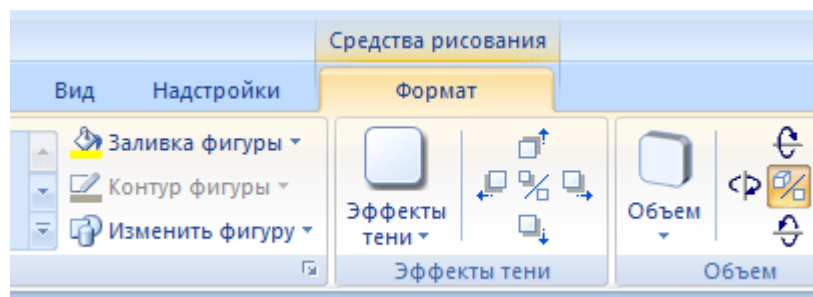 Средства рисования
Вид Надстройки Формат
Заливка фигуры
Контур фигуры
Изменить фигуру
Эффекты
тени
Объем
Эффекты тени Объем